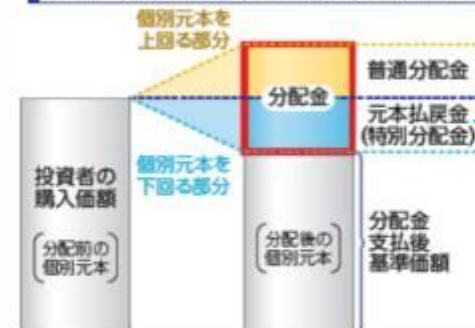 個別元本を
上回る部分
普通分配金
分配金
元本払戻金
(特別分配金)
個別元本を
下回る部分
投資者の
購入価額
分配前の
個別元本
分配後の
個別元本
分配金
支払後
基準価額